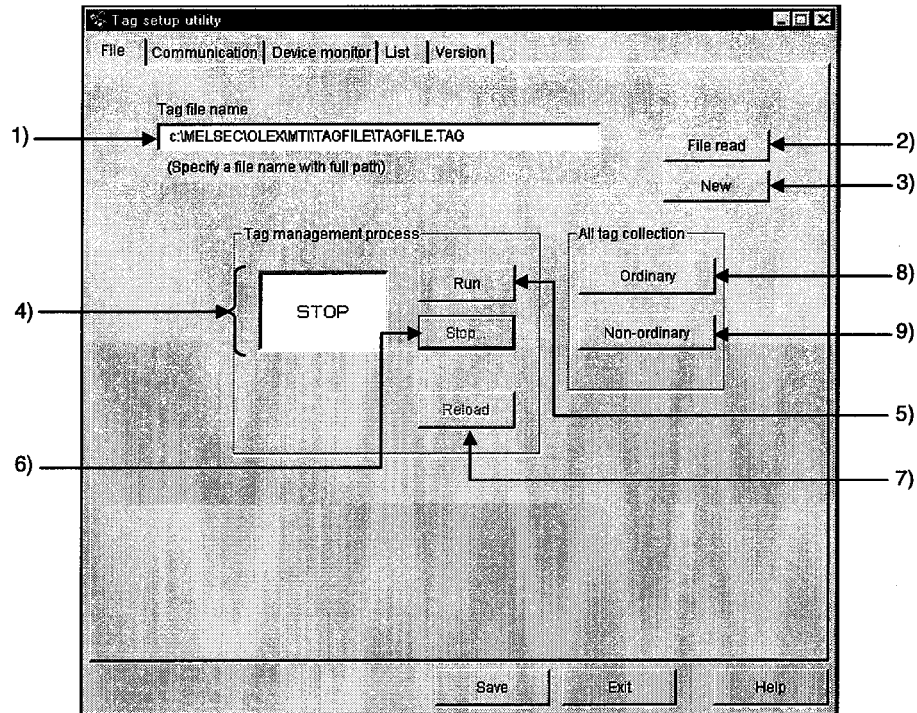 Tag setup utility
File Communication Device monitor List Version
Tag file name
1) c:\MELSEC\OLEX\MTI\TAGFILE\TAGFILE.TAG
(Specify a file name with full path)
File read 2)
New 3)
Tag management process
All tag collection
4) STOP
Run
Ordinary 8)
Stop
Non-ordinary 9)
Reload 5)
6)
7)
Save Exit Help